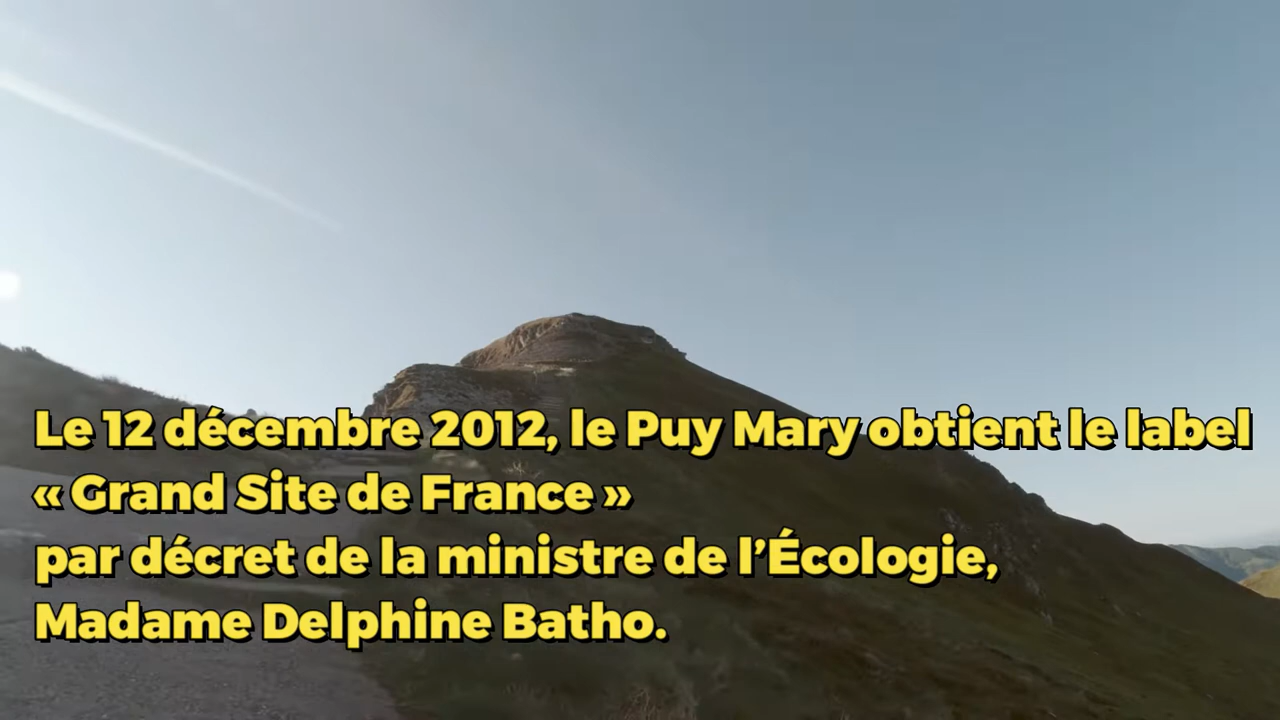 Le 12 décembre 2012, le Puy Mary obtient le label
« Grand Site de France »
par décret de la ministre de l’Écologie,
Madame Delphine Batho.